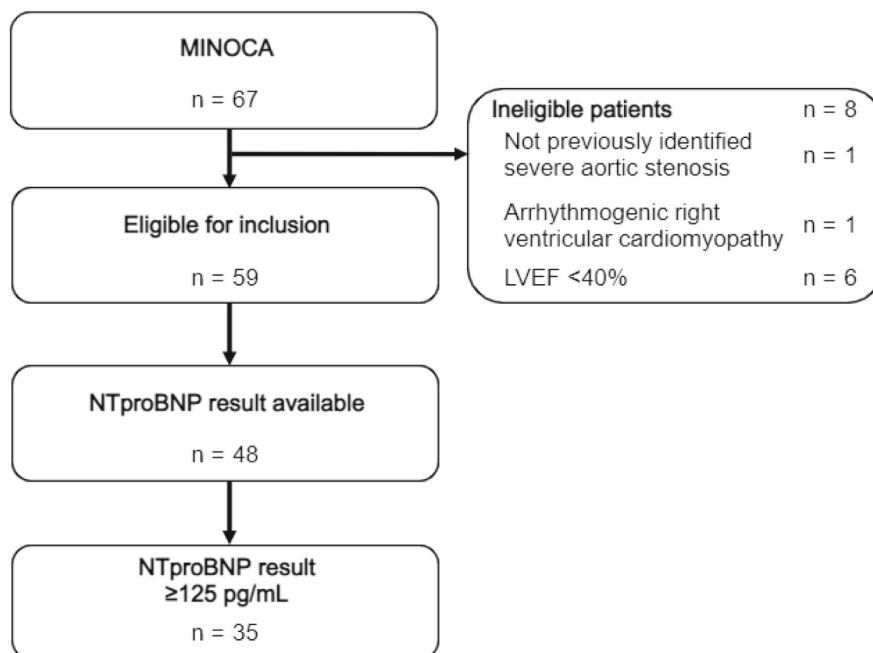 MINOCA
n = 67
Ineligible patients n = 8
Not previously identified
severe aortic stenosis n = 1
Arrhythmogenic right
ventricular cardiomyopathy n = 1
LVEF <40% n = 6
Eligible for inclusion
n = 59
NTproBNP result available
n = 48
NTproBNP result
≥125 pg/mL
n = 35